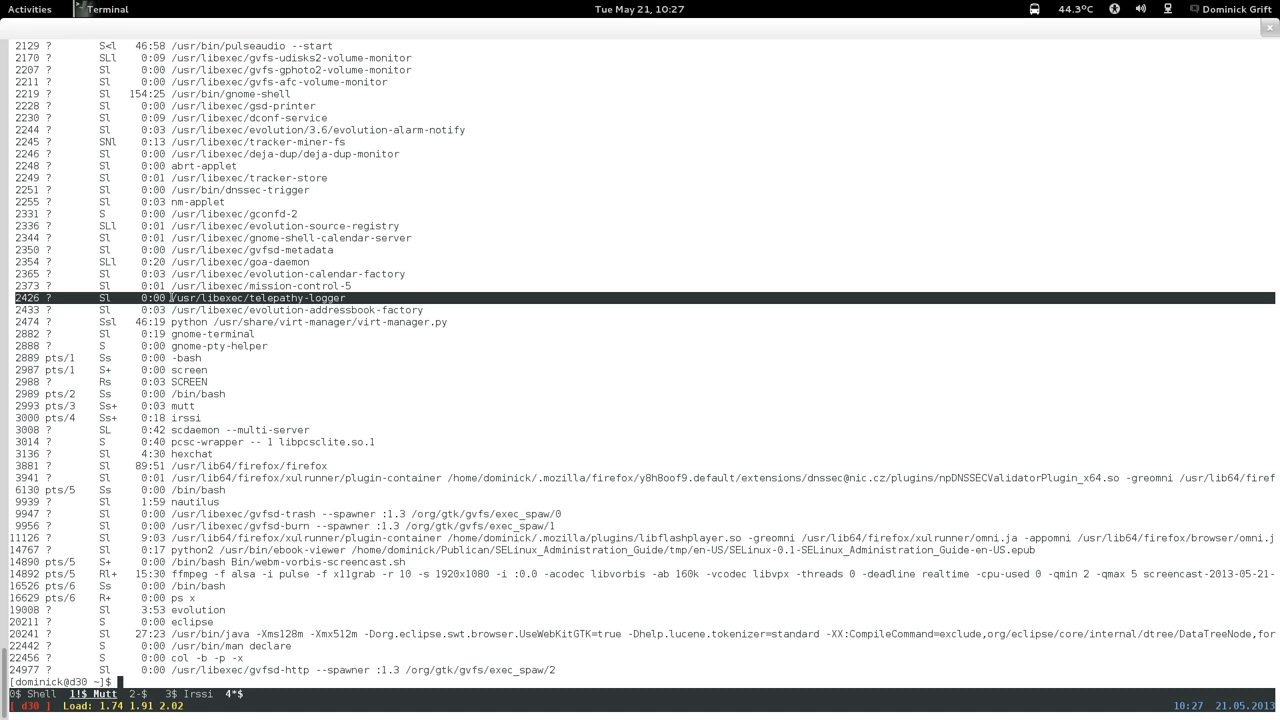 Activities Terminal Tue May 21, 10:27 44.3°C Dominick Grift
2129 ? S<l 46:58 /usr/bin/pulseaudio --start
2170 ? SLl 0:09 /usr/libexec/gvfs-udisks2-volume-monitor
2207 ? Sl 0:00 /usr/libexec/gvfs-gphoto2-volume-monitor
2211 ? Sl 0:00 /usr/libexec/gvfs-afc-volume-monitor
2219 ? Sl 154:25 /usr/bin/gnome-shell
2228 ? Sl 0:00 /usr/libexec/gsd-printer
2230 ? Sl 0:09 /usr/libexec/dconf-service
2244 ? Sl 0:03 /usr/libexec/evolution/3.6/evolution-alarm-notify
2245 ? SNl 0:13 /usr/libexec/tracker-miner-fs
2246 ? Sl 0:00 /usr/libexec/deja-dup/deja-dup-monitor
2248 ? Sl 0:00 abrt-applet
2249 ? Sl 0:01 /usr/libexec/tracker-store
2251 ? Sl 0:00 /usr/bin/dnssec-trigger
2255 ? Sl 0:03 nm-applet
2331 ? S 0:00 /usr/libexec/gconfd-2
2336 ? SLl 0:01 /usr/libexec/evolution-source-registry
2344 ? Sl 0:01 /usr/libexec/gnome-shell-calendar-server
2350 ? Sl 0:00 /usr/libexec/gvfsd-metadata
2354 ? SLl 0:20 /usr/libexec/goa-daemon
2365 ? Sl 0:03 /usr/libexec/evolution-calendar-factory
2373 ? Sl 0:01 /usr/libexec/mission-control-5
2426 ? Sl 0:00 /usr/libexec/telepathy-logger
2433 ? Sl 0:03 /usr/libexec/evolution-addressbook-factory
2474 ? Ssl 46:19 python /usr/share/virt-manager/virt-manager.py
2882 ? Sl 0:19 gnome-terminal
2888 ? S 0:00 gnome-pty-helper
2889 pts/1 Ss 0:00 -bash
2987 pts/1 S+ 0:00 screen
2988 ? Rs 0:03 SCREEN
2989 pts/2 Ss 0:00 /bin/bash
2993 pts/3 Ss+ 0:03 mutt
3000 pts/4 Ss+ 0:18 irssi
3008 ? SL 0:42 scdaemon --multi-server
3014 ? S 0:40 pcsc-wrapper -- 1 libpcsclite.so.1
3136 ? Sl 4:30 hexchat
3881 ? Sl 89:51 /usr/lib64/firefox/firefox
3941 ? Sl 0:01 /usr/lib64/firefox/xulrunner/plugin-container /home/dominick/.mozilla/firefox/y8h8oof9.default/extensions/dnssec@nic.cz/plugins/npDNSSECValidatorPlugin_x64.so -greomni /usr/lib64/firef
6130 pts/5 Ss 0:00 /bin/bash
9939 ? Sl 1:59 nautilus
9947 ? Sl 0:00 /usr/libexec/gvfsd-trash --spawner :1.3 /org/gtk/gvfs/exec_spaw/0
9956 ? Sl 0:00 /usr/libexec/gvfsd-burn --spawner :1.3 /org/gtk/gvfs/exec_spaw/1
11126 ? Sl 9:03 /usr/lib64/firefox/xulrunner/plugin-container /home/dominick/.mozilla/plugins/libflashplayer.so -greomni /usr/lib64/firefox/xulrunner/omni.ja -appomni /usr/lib64/firefox/browser/omni.j
14767 ? Sl 0:17 python2 /usr/bin/ebook-viewer /home/dominick/Publican/SELinux_Administration_Guide/tmp/en-US/SELinux-0.1-SELinux_Administration_Guide-en-US.epub
14890 pts/5 S+ 0:00 /bin/bash Bin/webm-vorbis-screencast.sh
14892 pts/5 Rl+ 15:30 ffmpeg -f alsa -i pulse -f x11grab -r 10 -s 1920x1080 -i :0.0 -acodec libvorbis -ab 160k -vcodec libvpx -threads 0 -deadline realtime -cpu-used 0 -qmin 2 -qmax 5 screencast-2013-05-21-
16526 pts/6 Ss 0:00 /bin/bash
16629 pts/6 R+ 0:00 ps x
19008 ? Sl 3:53 evolution
20211 ? S 0:00 eclipse
20241 ? Sl 27:23 /usr/bin/java -Xms128m -Xmx512m -Dorg.eclipse.swt.browser.UseWebKitGTK=true -Dhelp.lucene.tokenizer=standard -XX:CompileCommand=exclude,org/eclipse/core/internal/dtree/DataTreeNode,for
22442 ? S 0:00 /usr/bin/man declare
22456 ? S 0:00 col -b -p -x
24977 ? Sl 0:00 /usr/libexec/gvfsd-http --spawner :1.3 /org/gtk/gvfs/exec_spaw/2
[dominick@d30 ~]$
0$ Shell 1!$ Mutt 2-$ 3$ Irssi 4*$
[ d30 ] Load: 1.74 1.91 2.02 10:27 21.05.2013